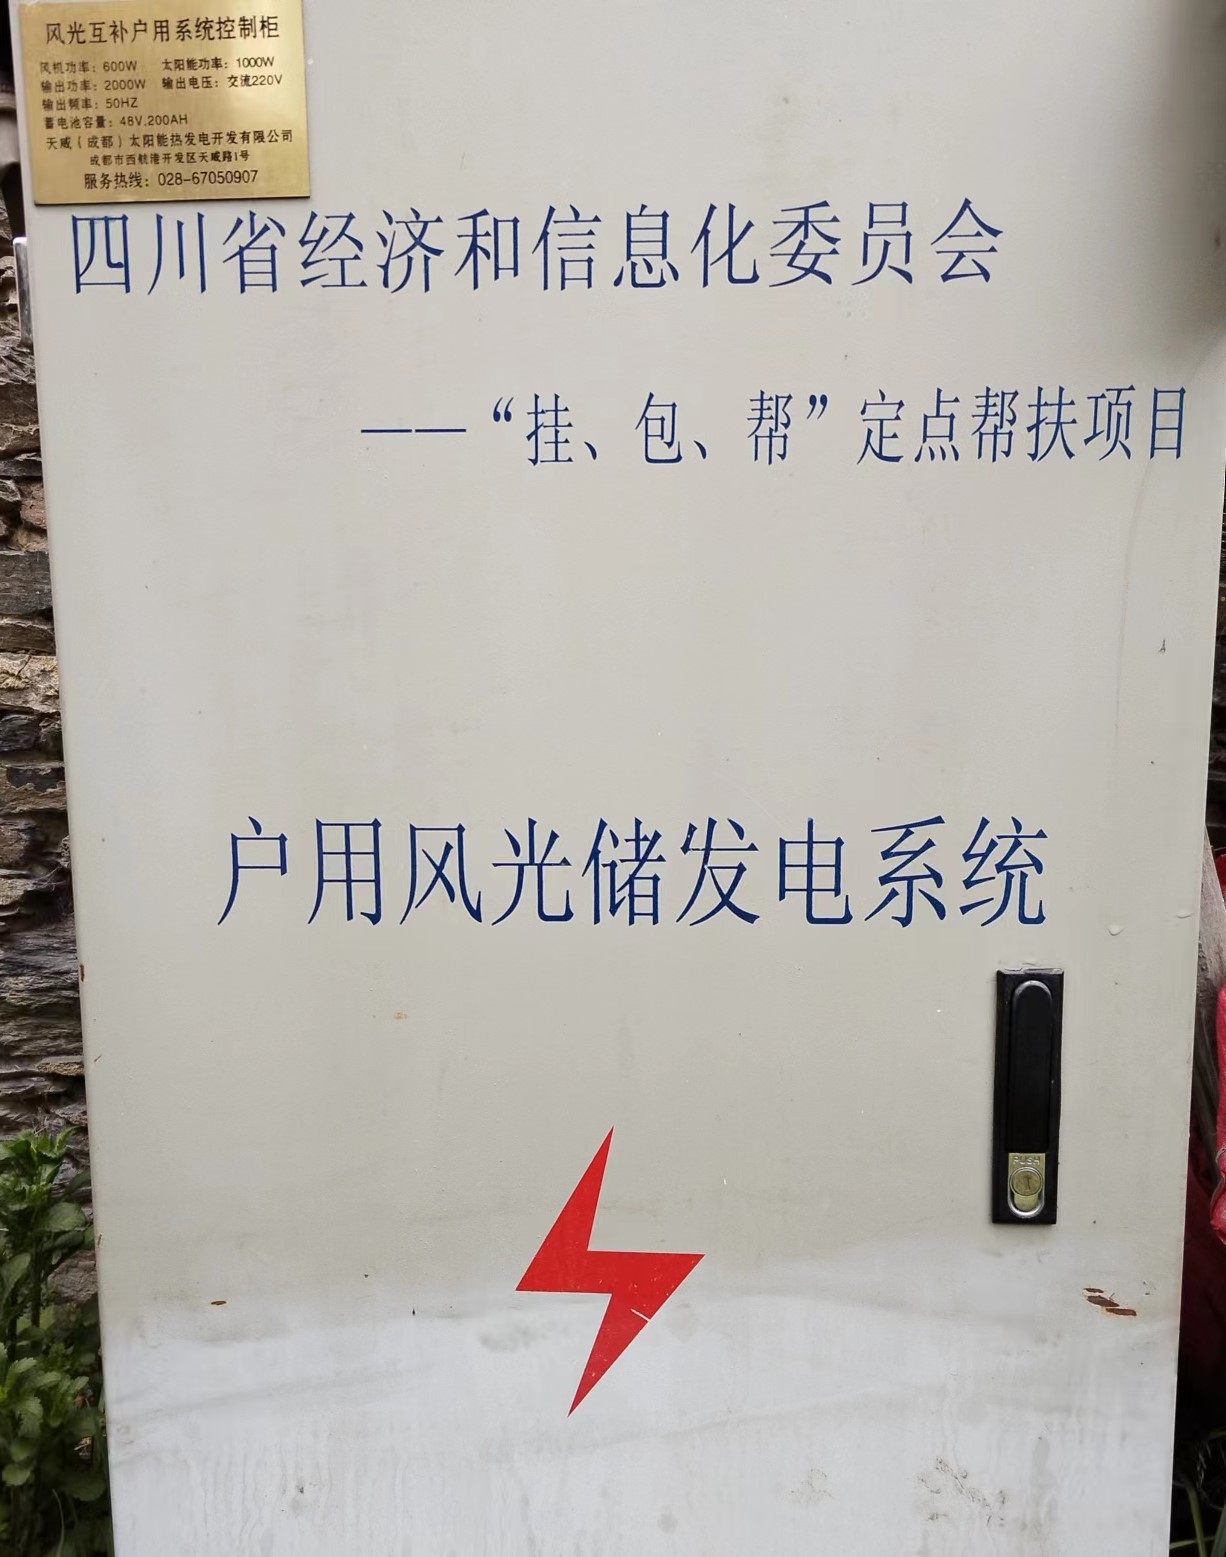 风光互补户用系统控制柜
风机功率：600W 太阳能功率：1000W
输出功率：2000W 输出电压：交流220V
输出频率：50HZ
蓄电池容量：48V.200AH
天威（成都）太阳能热发电开发有限公司
成都市西航港开发区天威路1号
服务热线：028-67050907
四川省经济和信息化委员会
——“挂、包、帮”定点帮扶项目
户用风光储发电系统
PUSH